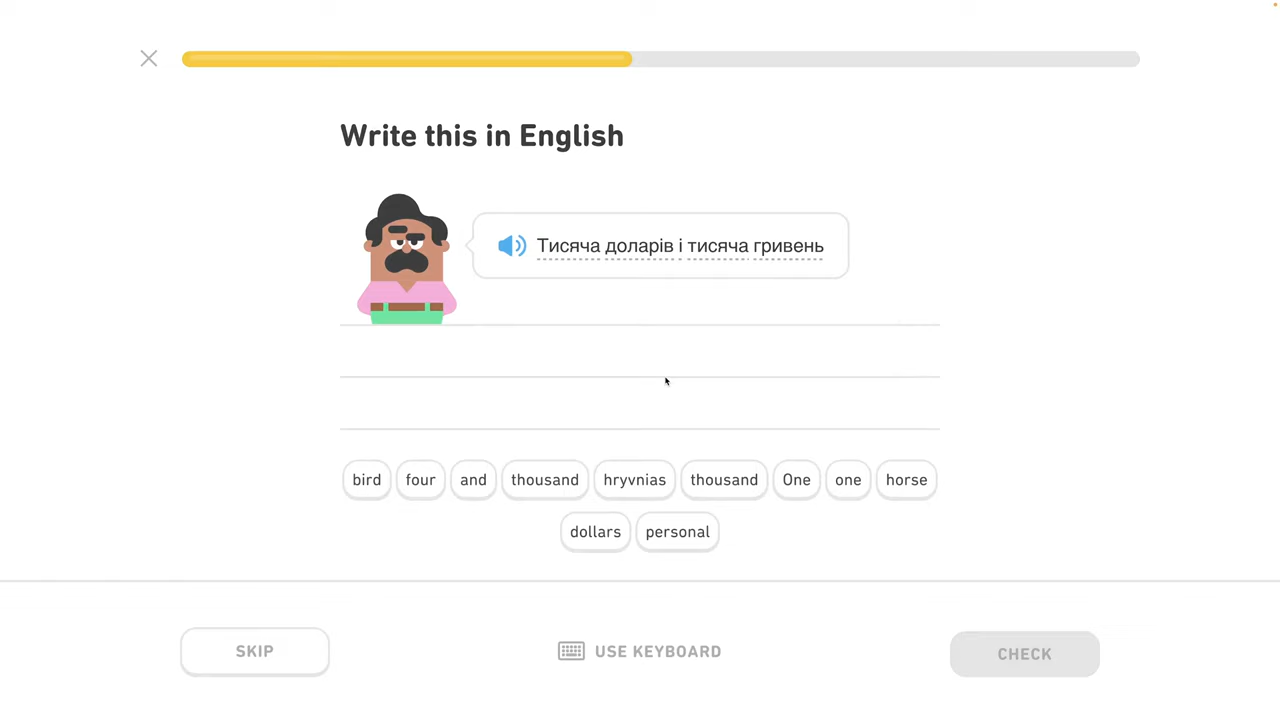 Write this in English
Тисяча доларів і тисяча гривень
bird four and thousand hryvnias thousand One one horse
dollars personal
SKIP USE KEYBOARD CHECK